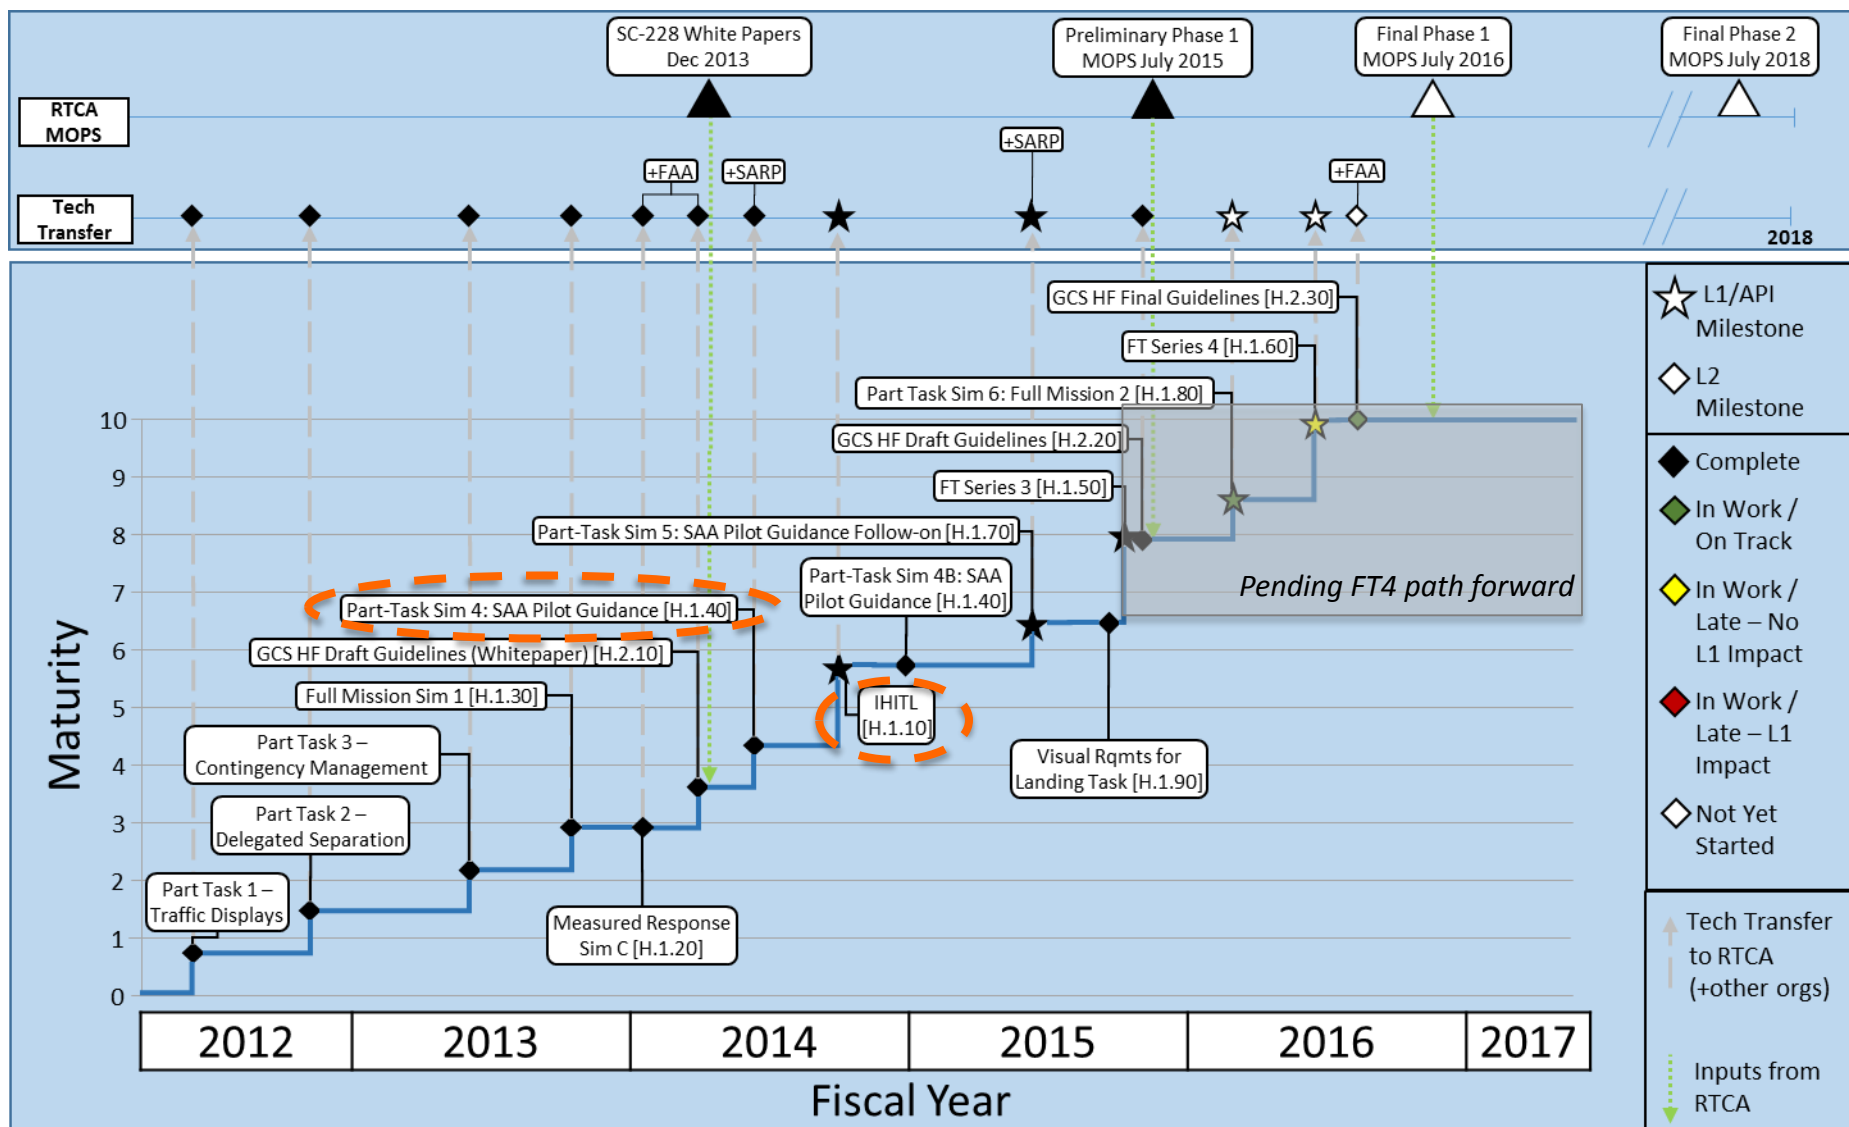 SC-228 White Papers
Dec 2013
Preliminary Phase 1
MOPS July 2015
Final Phase 1
MOPS July 2016
Final Phase 2
MOPS July 2018
RTCA
MOPS
+SARP
+FAA
+SARP
+FAA
Tech
Transfer
2018
GCS HF Final Guidelines [H.2.30]
FT Series 4 [H.1.60]
Part Task Sim 6: Full Mission 2 [H.1.80]
GCS HF Draft Guidelines [H.2.20]
FT Series 3 [H.1.50]
Part-Task Sim 5: SAA Pilot Guidance Follow-on [H.1.70]
Part-Task Sim 4B: SAA
Pilot Guidance [H.1.40]
Pending FT4 path forward
Part-Task Sim 4: SAA Pilot Guidance [H.1.40]
GCS HF Draft Guidelines (Whitepaper) [H.2.10]
Full Mission Sim 1 [H.1.30]
IHITL
[H.1.10]
Part Task 3 –
Contingency Management
Visual Rqmts for
Landing Task [H.1.90]
Part Task 2 –
Delegated Separation
Part Task 1 –
Traffic Displays
Measured Response
Sim C [H.1.20]
Maturity
10
9
8
7
6
5
4
3
2
1
0
2012
2013
2014
2015
2016
2017
Fiscal Year
L1/API
Milestone
L2
Milestone
Complete
In Work /
On Track
In Work /
Late – No
L1 Impact
In Work /
Late – L1
Impact
Not Yet
Started
Tech Transfer
to RTCA
(+other orgs)
Inputs from
RTCA